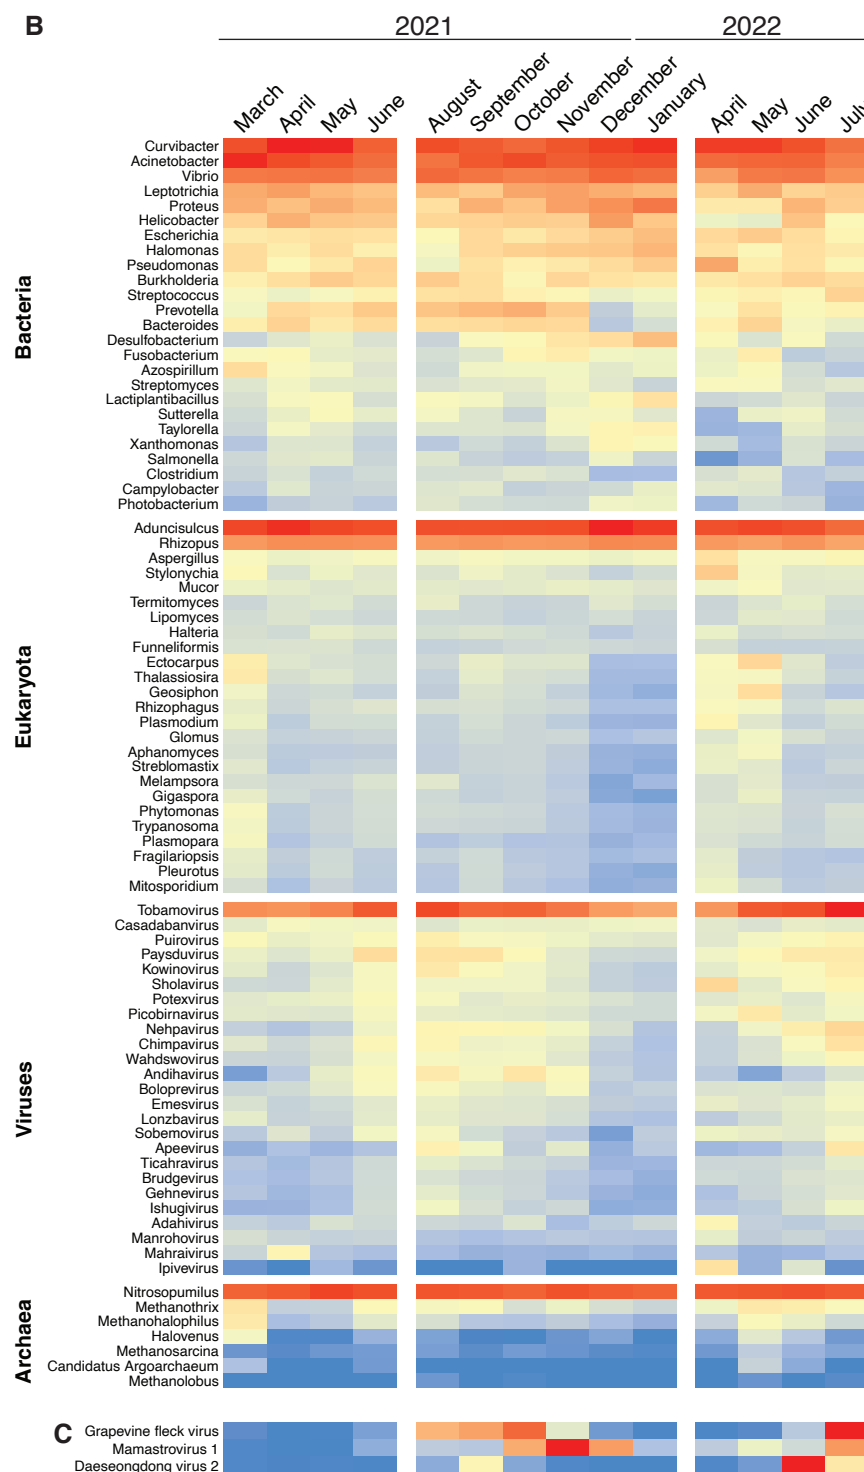 B
2021 2022
March April May June August September October November December January April May June July
Bacteria
Curvibacter
Acinetobacter
Vibrio
Leptotrichia
Proteus
Helicobacter
Escherichia
Halomonas
Pseudomonas
Burkholderia
Streptococcus
Prevotella
Bacteroides
Desulfobacterium
Fusobacterium
Azospirillum
Streptomyces
Lactiplantibacillus
Sutterella
Taylorella
Xanthomonas
Salmonella
Clostridium
Campylobacter
Photobacterium
Eukaryota
Aduncisulcus
Rhizopus
Aspergillus
Stylonychia
Mucor
Termitomyces
Lipomyces
Halteria
Funneliformis
Ectocarpus
Thalassiosira
Geosiphon
Rhizophagus
Plasmodium
Glomus
Aphanomyces
Streblomastix
Melampsora
Gigaspora
Phytomonas
Trypanosoma
Plasmopara
Fragilariopsis
Pleurotus
Mitosporidium
Viruses
Tobamovirus
Casadabanvirus
Puirovirus
Paysduvirus
Kowinovirus
Sholavirus
Potexvirus
Picobirnavirus
Nehpavirus
Chimpavirus
Wahdswovirus
Andihavirus
Boloprevirus
Emesvirus
Lonzbavirus
Sobemovirus
Apeevirus
Ticahravirus
Brudgevirus
Gehnevirus
Ishugivirus
Adahivirus
Manrohovirus
Mahraivirus
Ipivevirus
Archaea
Nitrosopumilus
Methanothrix
Methanohalophilus
Halovenus
Methanosarcina
Candidatus Argoarchaeum
Methanolobus
C
Grapevine fleck virus
Mamastrovirus 1
Daeseongdong virus 2